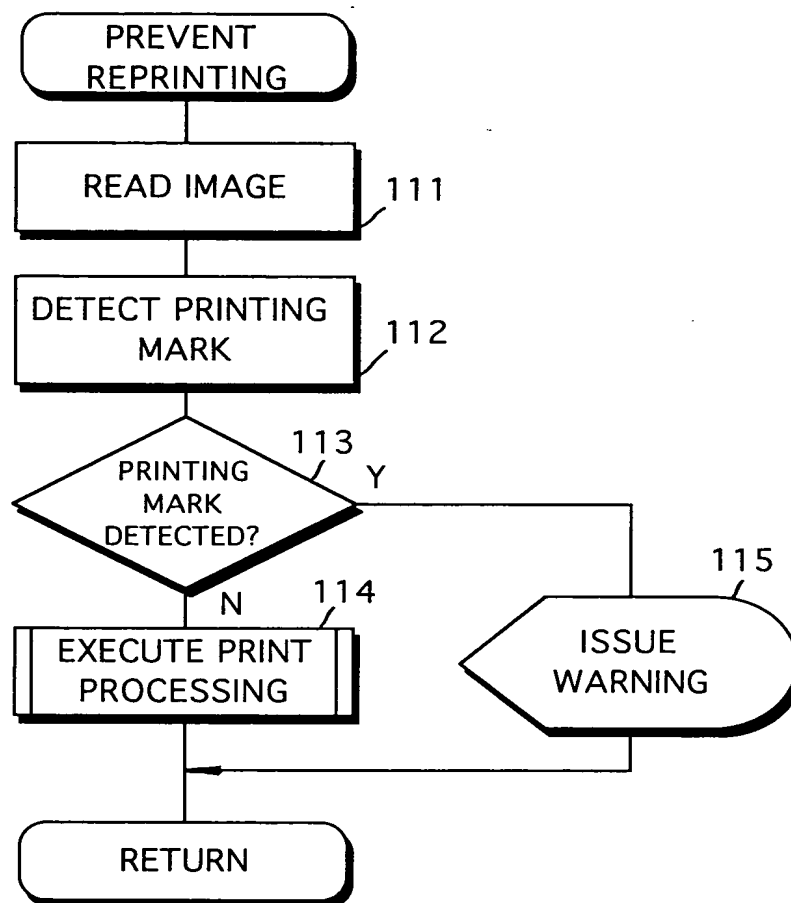 PREVENT
REPRINTING
READ IMAGE
111
DETECT PRINTING
MARK
112
113
PRINTING
MARK
DETECTED?
Y
N
114
EXECUTE PRINT
PROCESSING
115
ISSUE
WARNING
RETURN